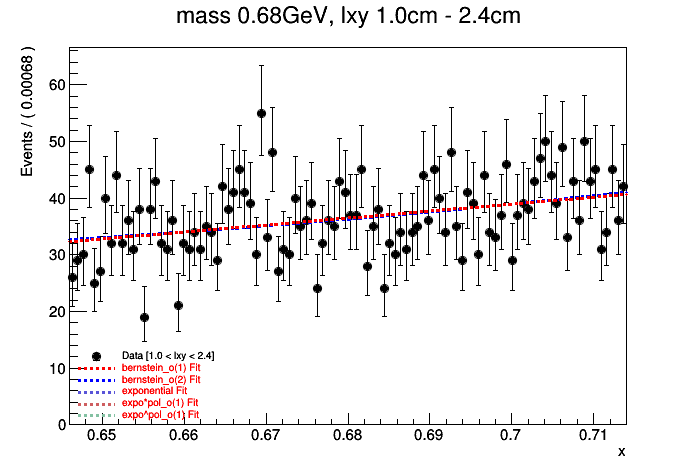 mass 0.68GeV, lxy 1.0cm - 2.4cm
Events / ( 0.00068 )
60
50
40
30
20
10
0
Data [1.0 < lxy < 2.4]
bernstein_o(1) Fit
bernstein_o(2) Fit
exponential Fit
expo*pol_o(1) Fit
expo^pol_o(1) Fit
0.65 0.66 0.67 0.68 0.69 0.7 0.71
x